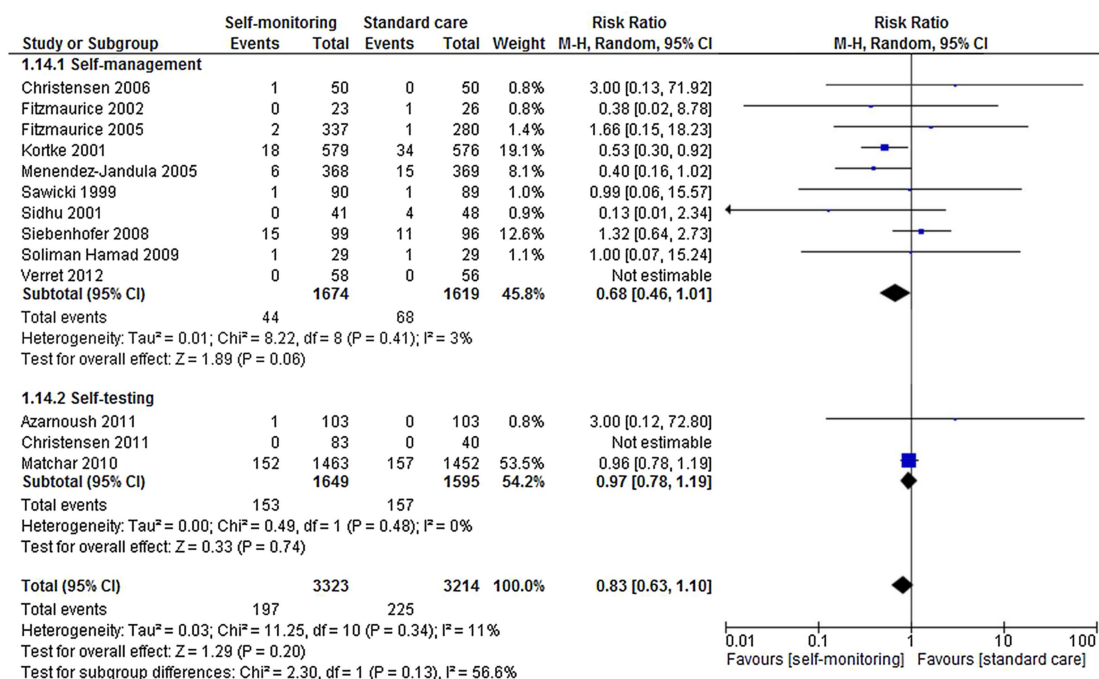 Self-monitoring Standard care Risk Ratio Risk Ratio
Study or Subgroup Events Total Events Total Weight M-H, Random, 95% CI M-H, Random, 95% CI
1.14.1 Self-management
Christensen 2006 1 50 0 50 0.8% 3.00 [0.13, 71.92]
Fitzmaurice 2002 0 23 1 26 0.8% 0.38 [0.02, 8.78]
Fitzmaurice 2005 2 337 1 280 1.4% 1.66 [0.15, 18.23]
Kortke 2001 18 579 34 576 19.1% 0.53 [0.30, 0.92]
Menendez-Jandula 2005 6 368 15 369 8.1% 0.40 [0.16, 1.02]
Sawicki 1999 1 90 1 89 1.0% 0.99 [0.06, 15.57]
Sidhu 2001 0 41 4 48 0.9% 0.13 [0.01, 2.34]
Siebenhofer 2008 15 99 11 96 12.6% 1.32 [0.64, 2.73]
Soliman Hamad 2009 1 29 1 29 1.1% 1.00 [0.07, 15.24]
Verret 2012 0 58 0 56 Not estimable
Subtotal (95% CI) 1674 1619 45.8% 0.68 [0.46, 1.01]
Total events 44 68
Heterogeneity: Tau² = 0.01; Chi² = 8.22, df = 8 (P = 0.41); I² = 3%
Test for overall effect: Z = 1.89 (P = 0.06)
1.14.2 Self-testing
Azarnoush 2011 1 103 0 103 0.8% 3.00 [0.12, 72.80]
Christensen 2011 0 83 0 40 Not estimable
Matchar 2010 152 1463 157 1452 53.5% 0.96 [0.78, 1.19]
Subtotal (95% CI) 1649 1595 54.2% 0.97 [0.78, 1.19]
Total events 153 157
Heterogeneity: Tau² = 0.00; Chi² = 0.49, df = 1 (P = 0.48); I² = 0%
Test for overall effect: Z = 0.33 (P = 0.74)
Total (95% CI) 3323 3214 100.0% 0.83 [0.63, 1.10]
Total events 197 225
Heterogeneity: Tau² = 0.03; Chi² = 11.25, df = 10 (P = 0.34); I² = 11%
Test for overall effect: Z = 1.29 (P = 0.20)
Test for subgroup differences: Chi² = 2.30, df = 1 (P = 0.13), I² = 56.6%
0.01 0.1 1 10 100
Favours [self-monitoring] Favours [standard care]